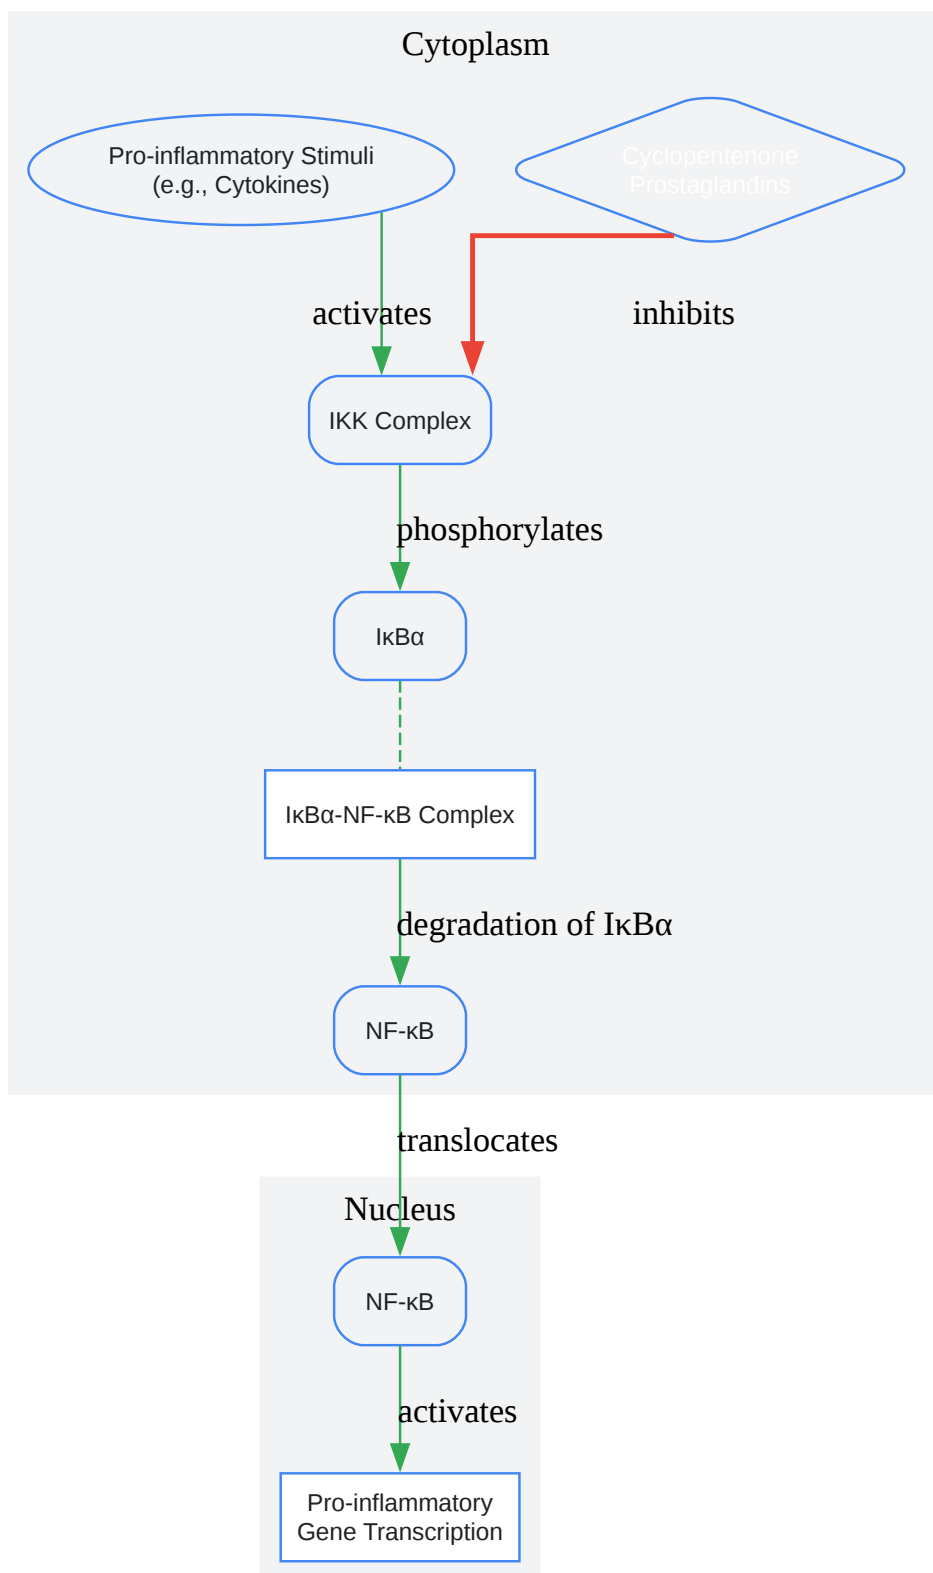 Cytoplasm
Pro-inflammatory Stimuli
(e.g., Cytokines)
Cyclopentenone
Prostaglandins
activates
inhibits
IKK Complex
phosphorylates
IκBα
IκBα-NF-κB Complex
degradation of IκBα
NF-κB
translocates
Nucleus
NF-κB
activates
Pro-inflammatory
Gene Transcription